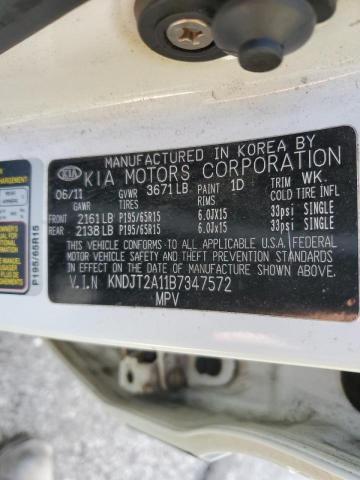 MANUFACTURED IN KOREA BY
KIA KIA MOTORS CORPORATION
06/11 GVWR 3671LB PAINT 1D TRIM WK
TIRES RIMS COLD TIRE INFL
FRONT 2161LB P195/65R15 6.0JX15 33psi SINGLE
REAR 2138LB P195/65R15 6.0JX15 33psi SINGLE
THIS VEHICLE CONFORMS TO ALL APPLICABLE U.S. FEDERAL
MOTOR VEHICLE SAFETY AND THEFT PREVENTION STANDARDS
IN EFFECT ON THE DATE OF MANUFACTURE SHOWN ABOVE.
V.I.N KNDJT2A11B7347572
MPV
P195/65R15